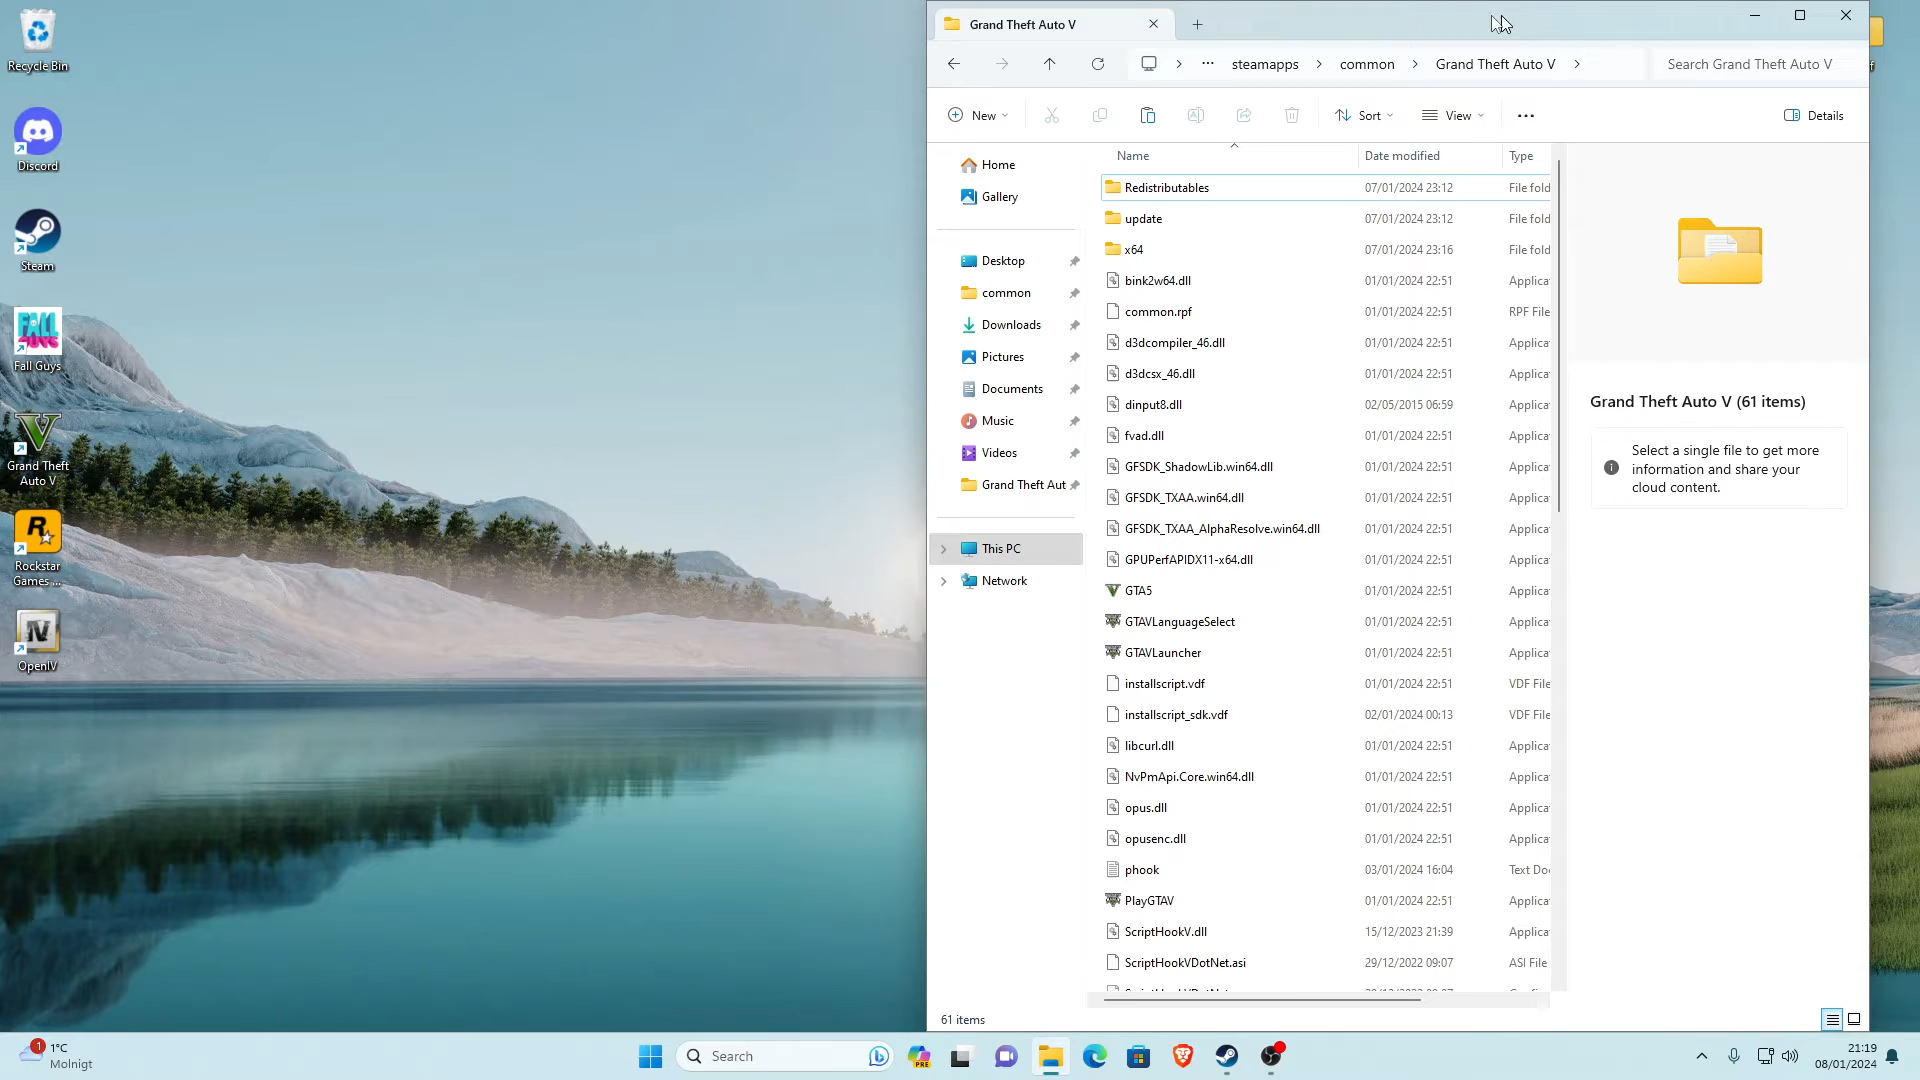 Recycle Bin
Discord
Steam
Fall Guys
Grand Theft
Auto V
Rockstar
Games ...
OpenIV
Grand Theft Auto V
steamapps
common
Grand Theft Auto V
Search Grand Theft Auto V
New
Sort
View
Details
Home
Gallery
Desktop
common
Downloads
Pictures
Documents
Music
Videos
Grand Theft Aut
This PC
Network
Name Date modified Type
Redistributables 07/01/2024 23:12 File fold
update 07/01/2024 23:12 File fold
x64 07/01/2024 23:16 File fold
bink2w64.dll 01/01/2024 22:51 Applica
common.rpf 01/01/2024 22:51 RPF File
d3dcompiler_46.dll 01/01/2024 22:51 Applica
d3dcsx_46.dll 01/01/2024 22:51 Applica
dinput8.dll 02/05/2015 06:59 Applica
fvad.dll 01/01/2024 22:51 Applica
GFSDK_ShadowLib.win64.dll 01/01/2024 22:51 Applica
GFSDK_TXAA.win64.dll 01/01/2024 22:51 Applica
GFSDK_TXAA_AlphaResolve.win64.dll 01/01/2024 22:51 Applica
GPUPerfAPIDX11-x64.dll 01/01/2024 22:51 Applica
GTA5 01/01/2024 22:51 Applica
GTAVLanguageSelect 01/01/2024 22:51 Applica
GTAVLauncher 01/01/2024 22:51 Applica
installscript.vdf 01/01/2024 22:51 VDF File
installscript_sdk.vdf 02/01/2024 00:13 VDF File
libcurl.dll 01/01/2024 22:51 Applica
NvPmApi.Core.win64.dll 01/01/2024 22:51 Applica
opus.dll 01/01/2024 22:51 Applica
opusenc.dll 01/01/2024 22:51 Applica
phook 03/01/2024 16:04 Text Do
PlayGTAV 01/01/2024 22:51 Applica
ScriptHookV.dll 15/12/2023 21:39 Applica
ScriptHookVDotNet.asi 29/12/2022 09:07 ASI File
Grand Theft Auto V (61 items)
Select a single file to get more
information and share your
cloud content.
61 items
1
1°C
Molnigt
Search
PRE
21:19
08/01/2024